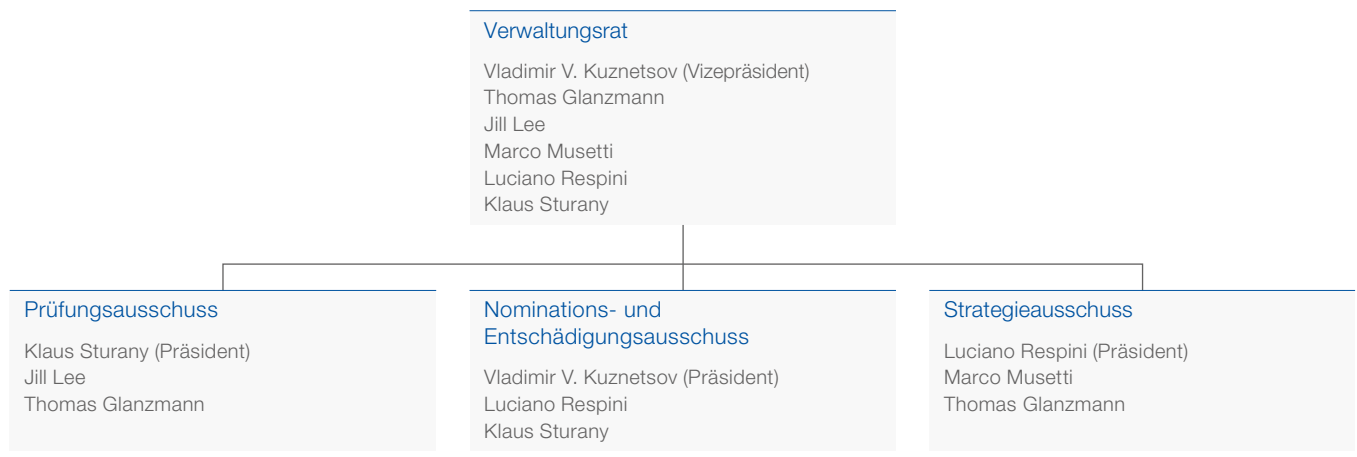 Verwaltungsrat
Vladimir V. Kuznetsov (Vizepräsident)
Thomas Glanzmann
Jill Lee
Marco Musetti
Luciano Respini
Klaus Sturany
Prüfungsausschuss
Klaus Sturany (Präsident)
Jill Lee
Thomas Glanzmann
Nominations- und
Entschädigungsausschuss
Vladimir V. Kuznetsov (Präsident)
Luciano Respini
Klaus Sturany
Strategieausschuss
Luciano Respini (Präsident)
Marco Musetti
Thomas Glanzmann